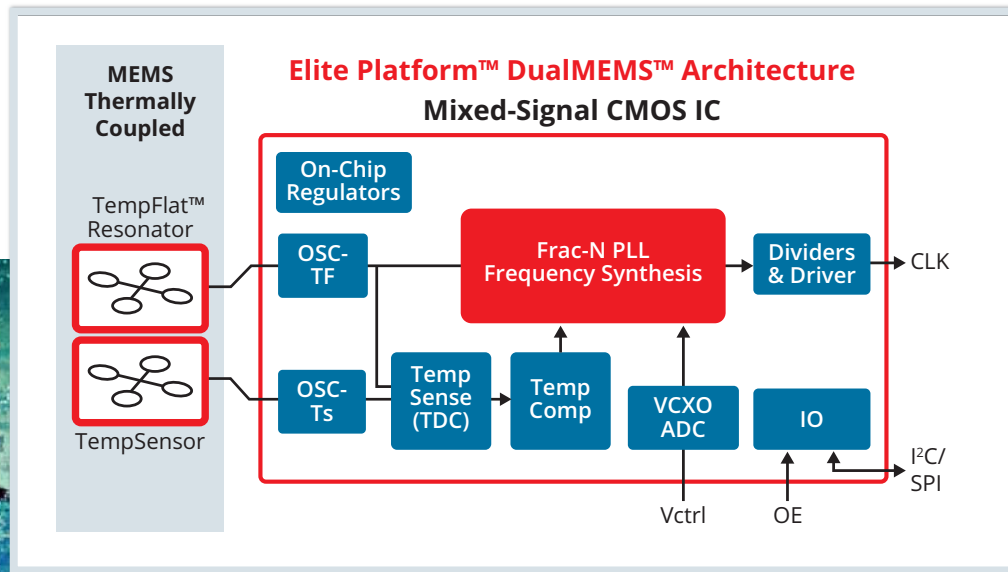 MEMS
Thermally
Coupled
Elite Platform™ DualMEMS™ Architecture
Mixed-Signal CMOS IC
On-Chip
Regulators
TempFlat™
Resonator
OSC-
TF
Frac-N PLL
Frequency Synthesis
Dividers
& Driver
CLK
OSC-
Ts
Temp
Sense
(TDC)
Temp
Comp
VCXO
ADC
IO
TempSensor
I²C/
SPI
Vctrl
OE